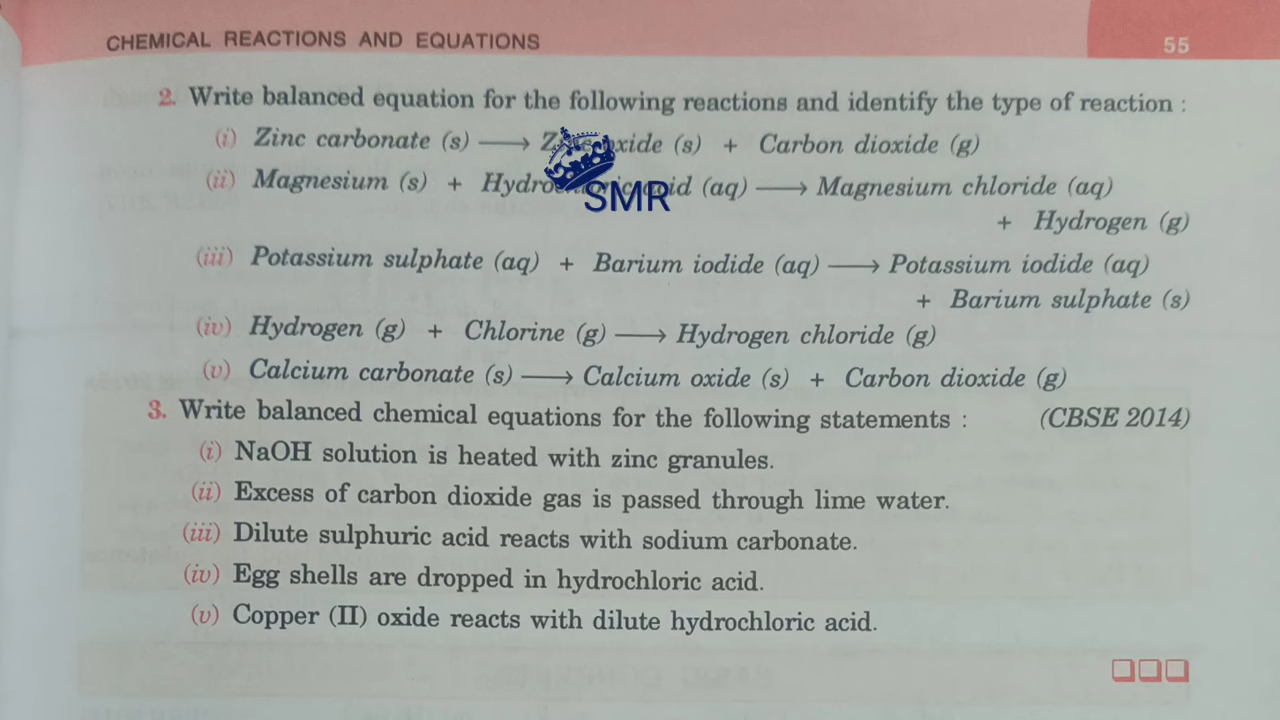 CHEMICAL REACTIONS AND EQUATIONS 55
2. Write balanced equation for the following reactions and identify the type of reaction :
(i) Zinc carbonate (s) ⟶ oxide (s) + Carbon dioxide (g)
(ii) Magnesium (s) + acid (aq) ⟶ Magnesium chloride (aq)
+ Hydrogen (g)
SMR
(iii) Potassium sulphate (aq) + Barium iodide (aq) ⟶ Potassium iodide (aq)
+ Barium sulphate (s)
(iv) Hydrogen (g) + Chlorine (g) ⟶ Hydrogen chloride (g)
(v) Calcium carbonate (s) ⟶ Calcium oxide (s) + Carbon dioxide (g)
3. Write balanced chemical equations for the following statements : (CBSE 2014)
(i) NaOH solution is heated with zinc granules.
(ii) Excess of carbon dioxide gas is passed through lime water.
(iii) Dilute sulphuric acid reacts with sodium carbonate.
(iv) Egg shells are dropped in hydrochloric acid.
(v) Copper (II) oxide reacts with dilute hydrochloric acid.